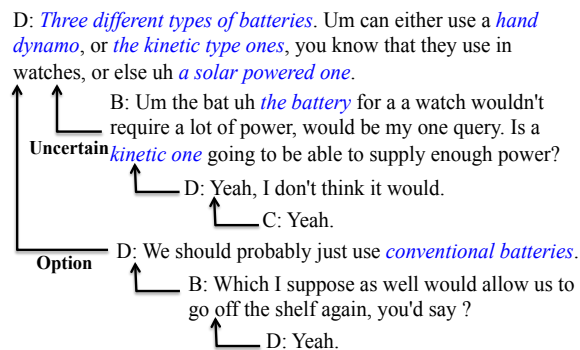 D: Three different types of batteries. Um can either use a hand
dynamo, or the kinetic type ones, you know that they use in
watches, or else uh a solar powered one.
B: Um the bat uh the battery for a a watch wouldn't
require a lot of power, would be my one query. Is a
Uncertain
kinetic one going to be able to supply enough power?
D: Yeah, I don't think it would.
C: Yeah.
D: We should probably just use conventional batteries.
Option
B: Which I suppose as well would allow us to
go off the shelf again, you'd say ?
D: Yeah.